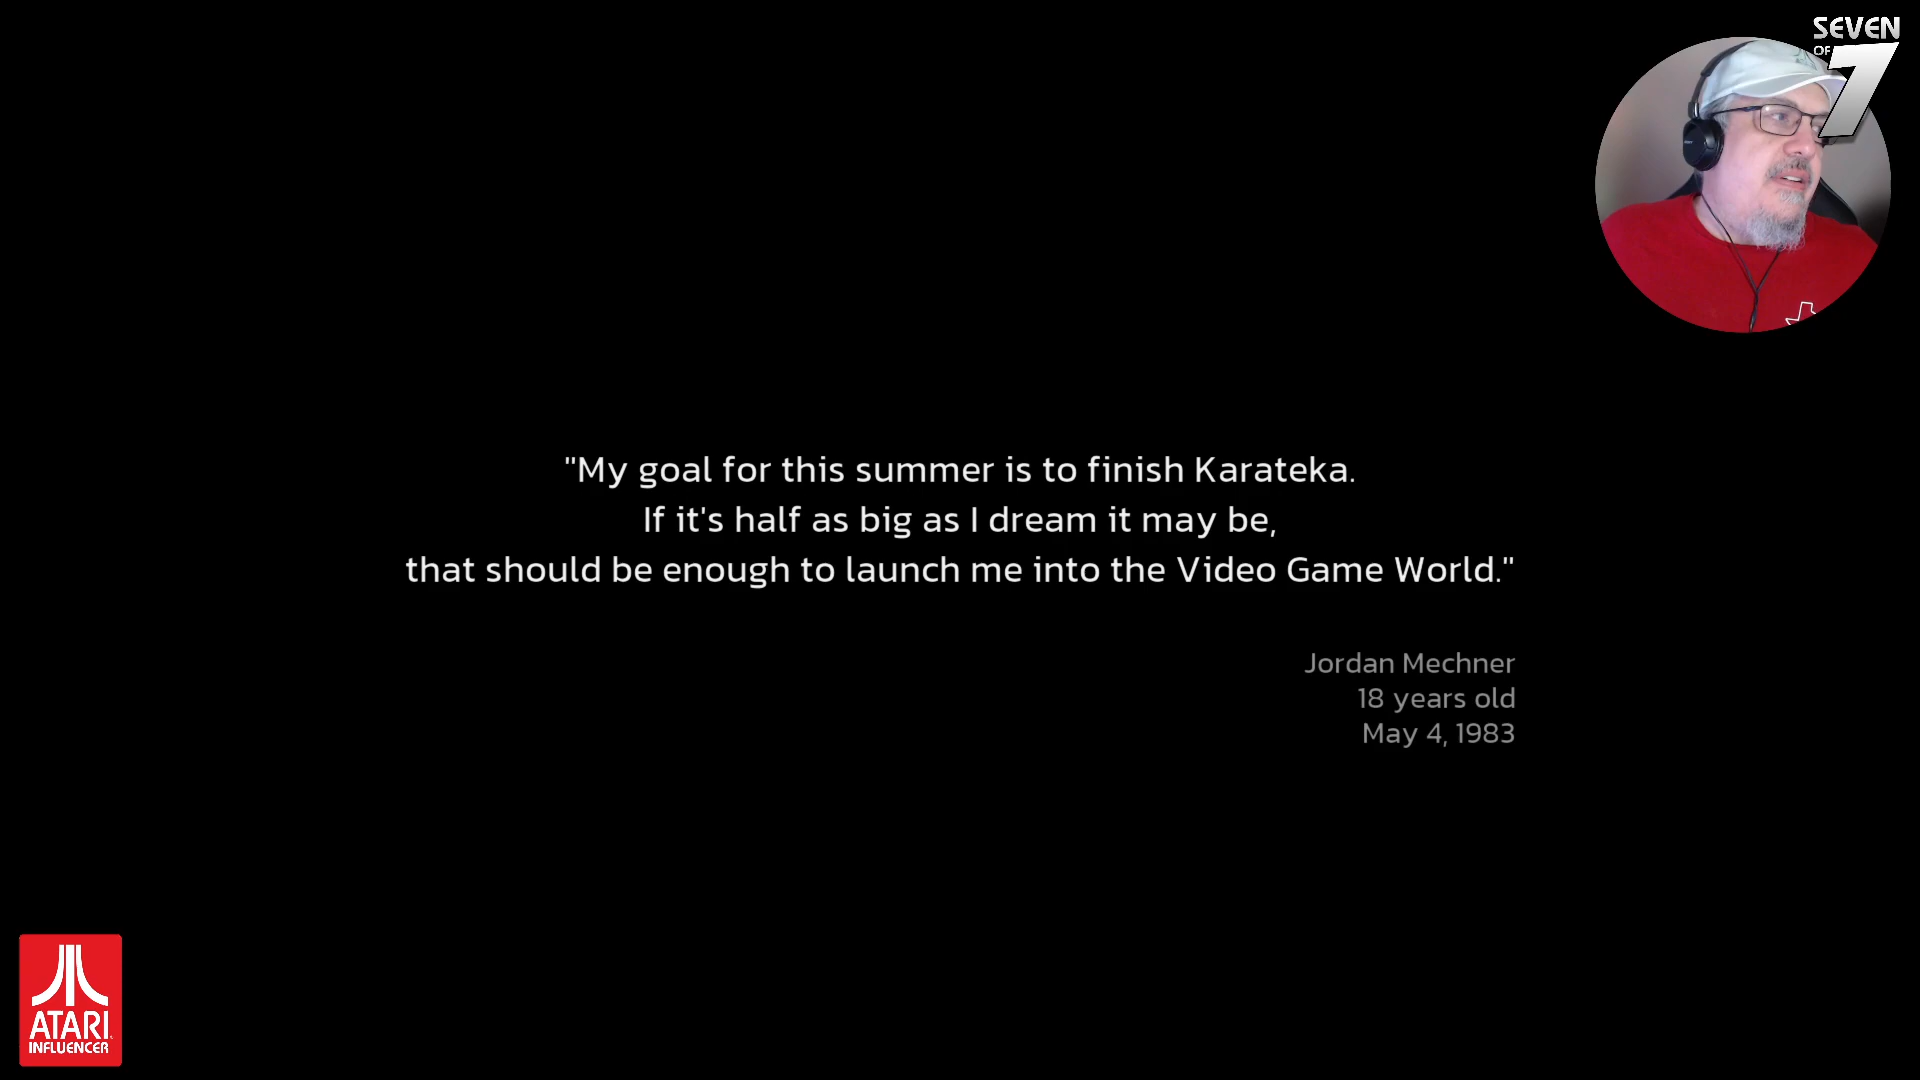 SEVEN
OF 7
"My goal for this summer is to finish Karateka.
If it's half as big as I dream it may be,
that should be enough to launch me into the Video Game World."
Jordan Mechner
18 years old
May 4, 1983
ATARI
INFLUENCER